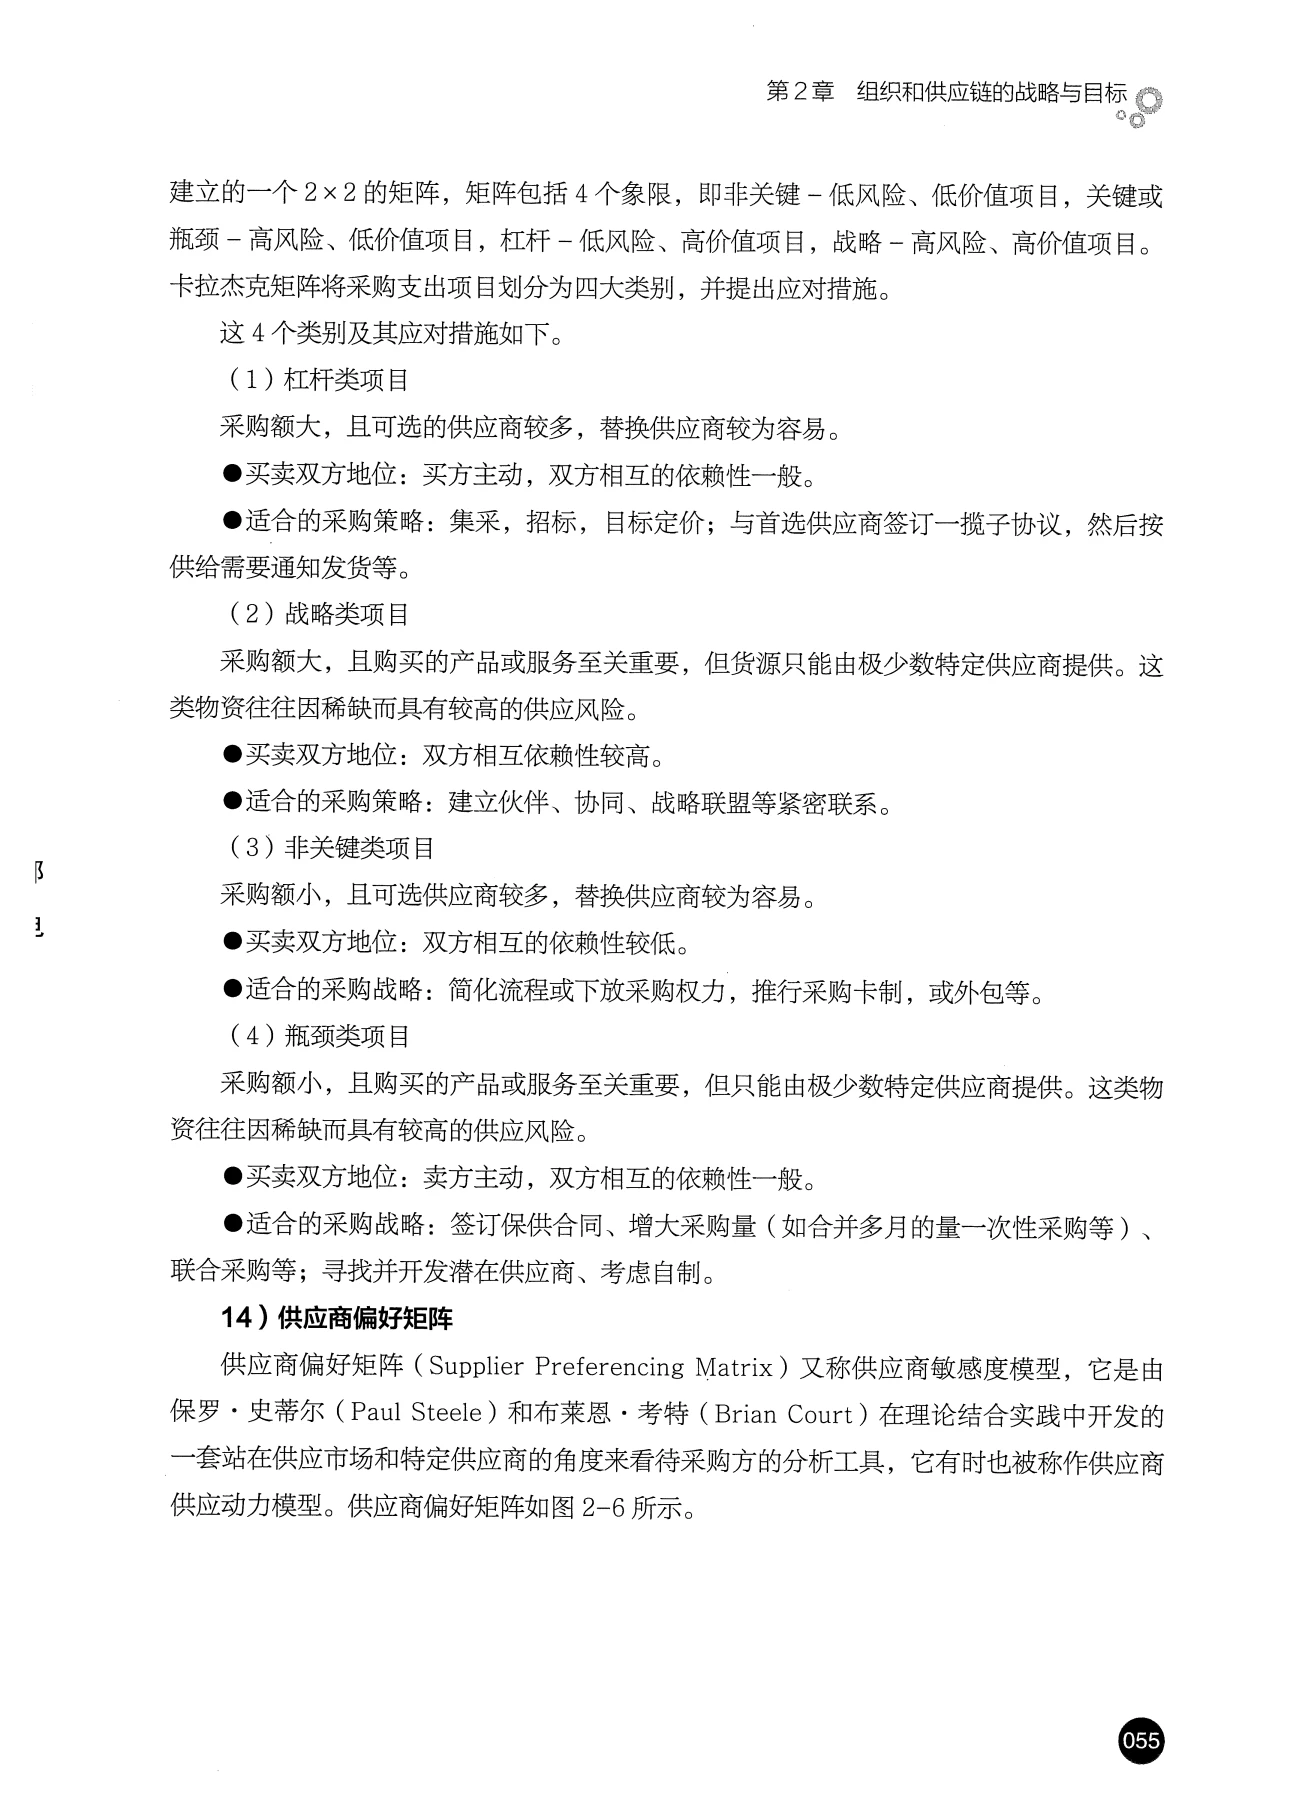 第2章 组织和供应链的战略与目标
建立的一个 2×2 的矩阵，矩阵包括 4 个象限，即非关键 – 低风险、低价值项目，关键或
瓶颈 – 高风险、低价值项目，杠杆 – 低风险、高价值项目，战略 – 高风险、高价值项目。
卡拉杰克矩阵将采购支出项目划分为四大类别，并提出应对措施。
这 4 个类别及其应对措施如下。
（1）杠杆类项目
采购额大，且可选的供应商较多，替换供应商较为容易。
●买卖双方地位：买方主动，双方相互的依赖性一般。
●适合的采购策略：集采，招标，目标定价；与首选供应商签订一揽子协议，然后按
供给需要通知发货等。
（2）战略类项目
采购额大，且购买的产品或服务至关重要，但货源只能由极少数特定供应商提供。这
类物资往往因稀缺而具有较高的供应风险。
●买卖双方地位：双方相互依赖性较高。
●适合的采购策略：建立伙伴、协同、战略联盟等紧密联系。
（3）非关键类项目
采购额小，且可选供应商较多，替换供应商较为容易。
●买卖双方地位：双方相互的依赖性较低。
●适合的采购战略：简化流程或下放采购权力，推行采购卡制，或外包等。
（4）瓶颈类项目
采购额小，且购买的产品或服务至关重要，但只能由极少数特定供应商提供。这类物
资往往因稀缺而具有较高的供应风险。
●买卖双方地位：卖方主动，双方相互的依赖性一般。
●适合的采购战略：签订保供合同、增大采购量（如合并多月的量一次性采购等）、
联合采购等；寻找并开发潜在供应商、考虑自制。
14）供应商偏好矩阵
供应商偏好矩阵（Supplier Preferencing Matrix）又称供应商敏感度模型，它是由
保罗·史蒂尔（Paul Steele）和布莱恩·考特（Brian Court）在理论结合实践中开发的
一套站在供应市场和特定供应商的角度来看待采购方的分析工具，它有时也被称作供应商
供应动力模型。供应商偏好矩阵如图 2–6 所示。
055